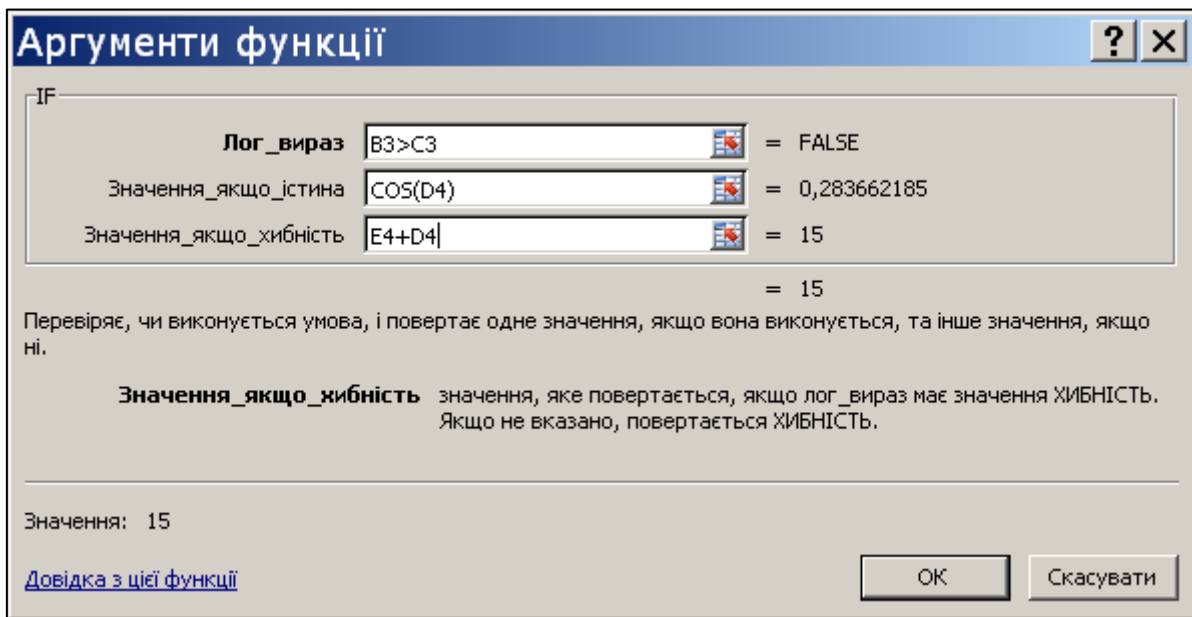 Аргументи функції
IF
Лог_вираз B3>C3 = FALSE
Значення_якщо_істина COS(D4) = 0,283662185
Значення_якщо_хибність E4+D4 = 15
= 15
Перевіряє, чи виконується умова, і повертає одне значення, якщо вона виконується, та інше значення, якщо
ні.
Значення_якщо_хибність значення, яке повертається, якщо лог_вираз має значення ХИБНІСТЬ.
Якщо не вказано, повертається ХИБНІСТЬ.
Значення: 15
Довідка з цієї функції
ОК Скасувати